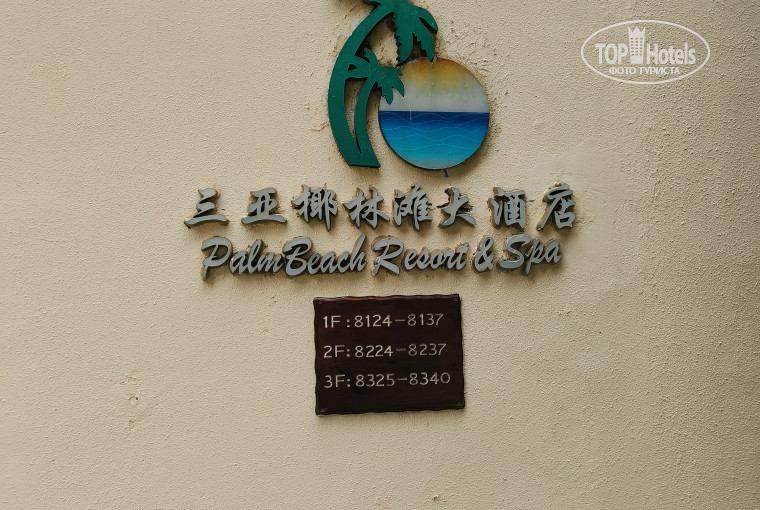 TOP Hotels
ФОТО ТУРИСТА
三亚椰林滩大酒店
Palm Beach Resort & Spa
1F:8124-8137
2F:8224-8237
3F:8325-8340